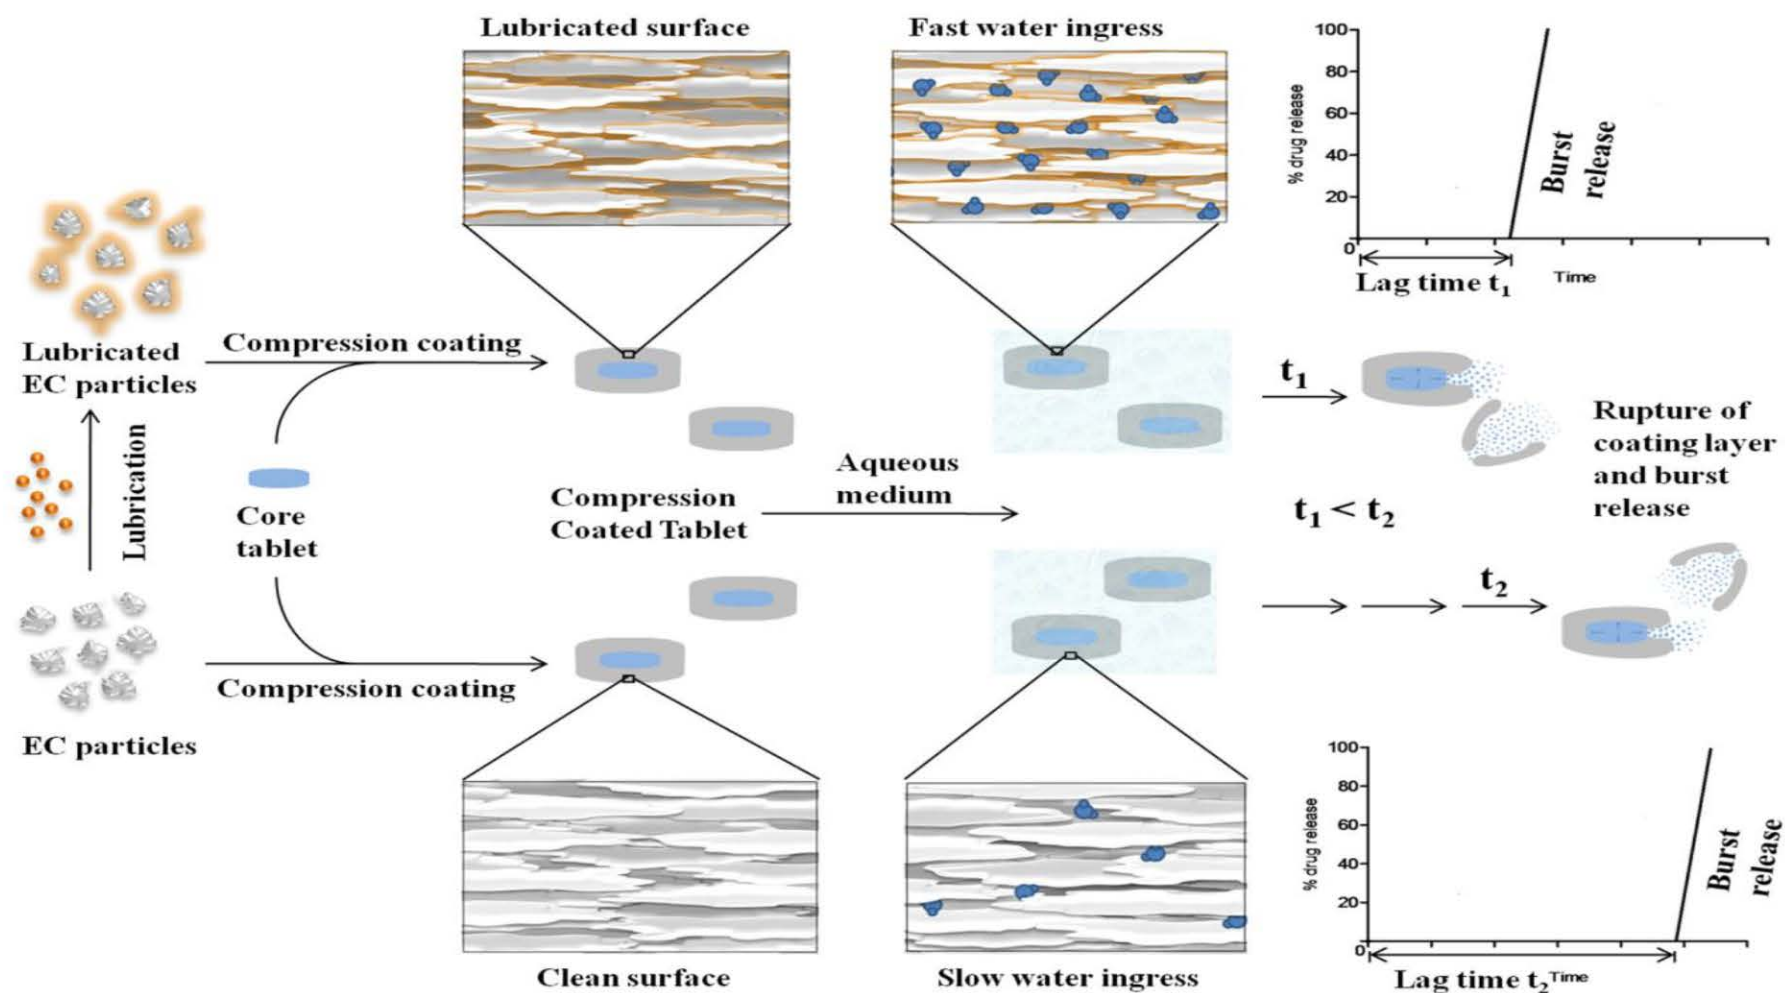 Lubricated surface
Fast water ingress
100
80
60
40
20
0
% drug release
Burst
release
Lag time t₁
Time
Lubricated
EC particles
Compression coating
Lubrication
Core
tablet
Compression
Coated Tablet
Aqueous
medium
t₁
t₁ < t₂
Rupture of
coating layer
and burst
release
t₂
Compression coating
EC particles
Clean surface
Slow water ingress
100
80
60
40
20
0
% drug release
Burst
release
Lag time t₂
Time